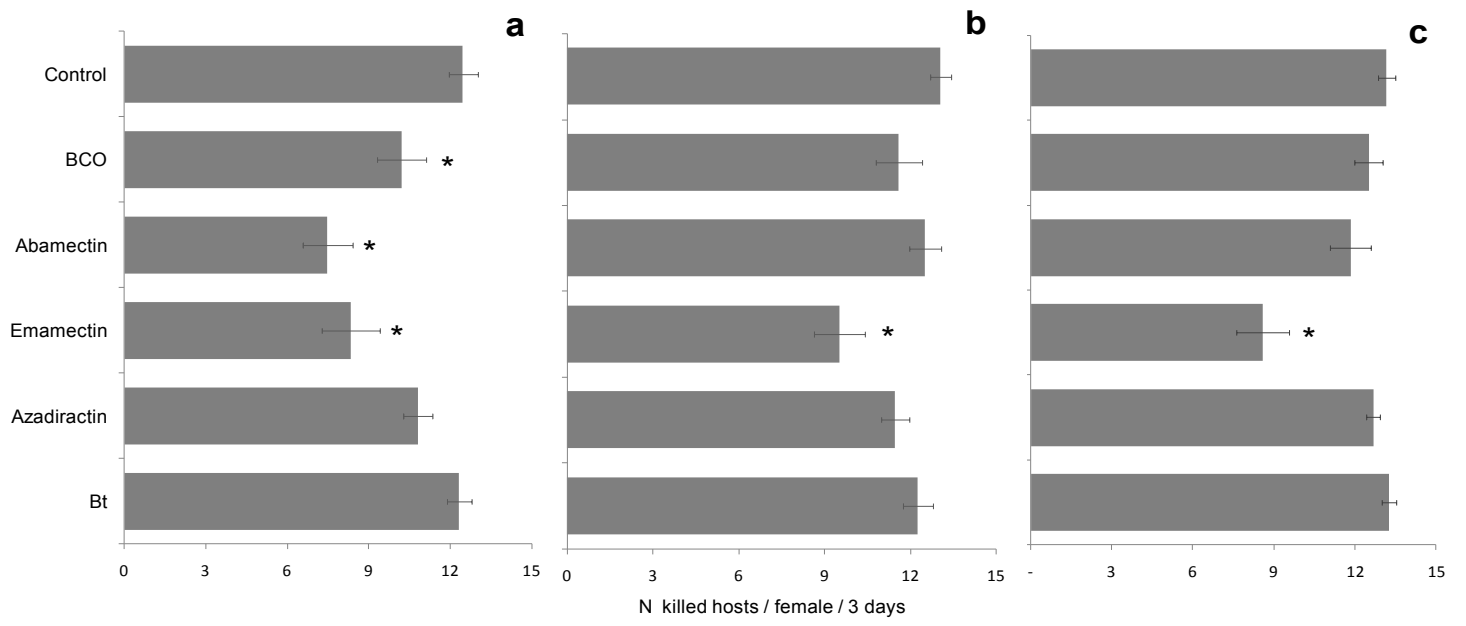 a
b
c
Control
BCO
*
Abamectin
*
Emamectin
*
*
*
Azadiractin
Bt
0 3 6 9 12 15
0 3 6 9 12 15
- 3 6 9 12 15
N killed hosts / female / 3 days